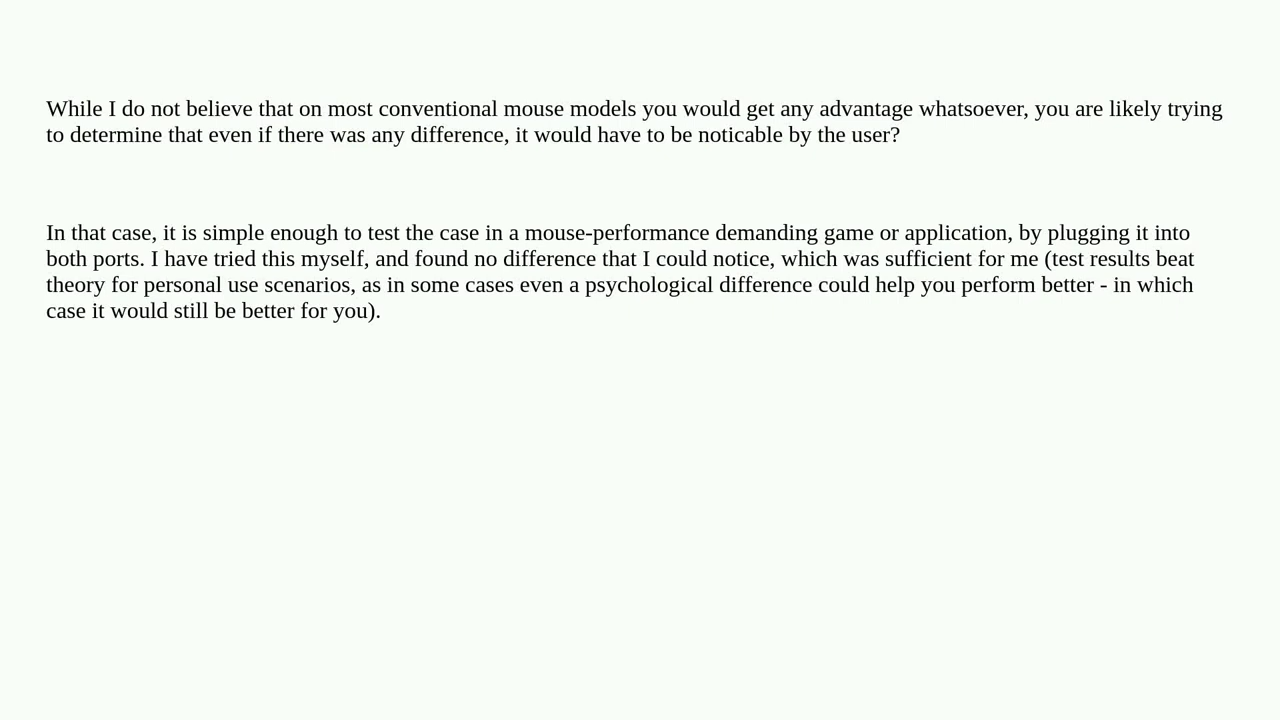 While I do not believe that on most conventional mouse models you would get any advantage whatsoever, you are likely trying
to determine that even if there was any difference, it would have to be noticable by the user?
In that case, it is simple enough to test the case in a mouse-performance demanding game or application, by plugging it into
both ports. I have tried this myself, and found no difference that I could notice, which was sufficient for me (test results beat
theory for personal use scenarios, as in some cases even a psychological difference could help you perform better - in which
case it would still be better for you).